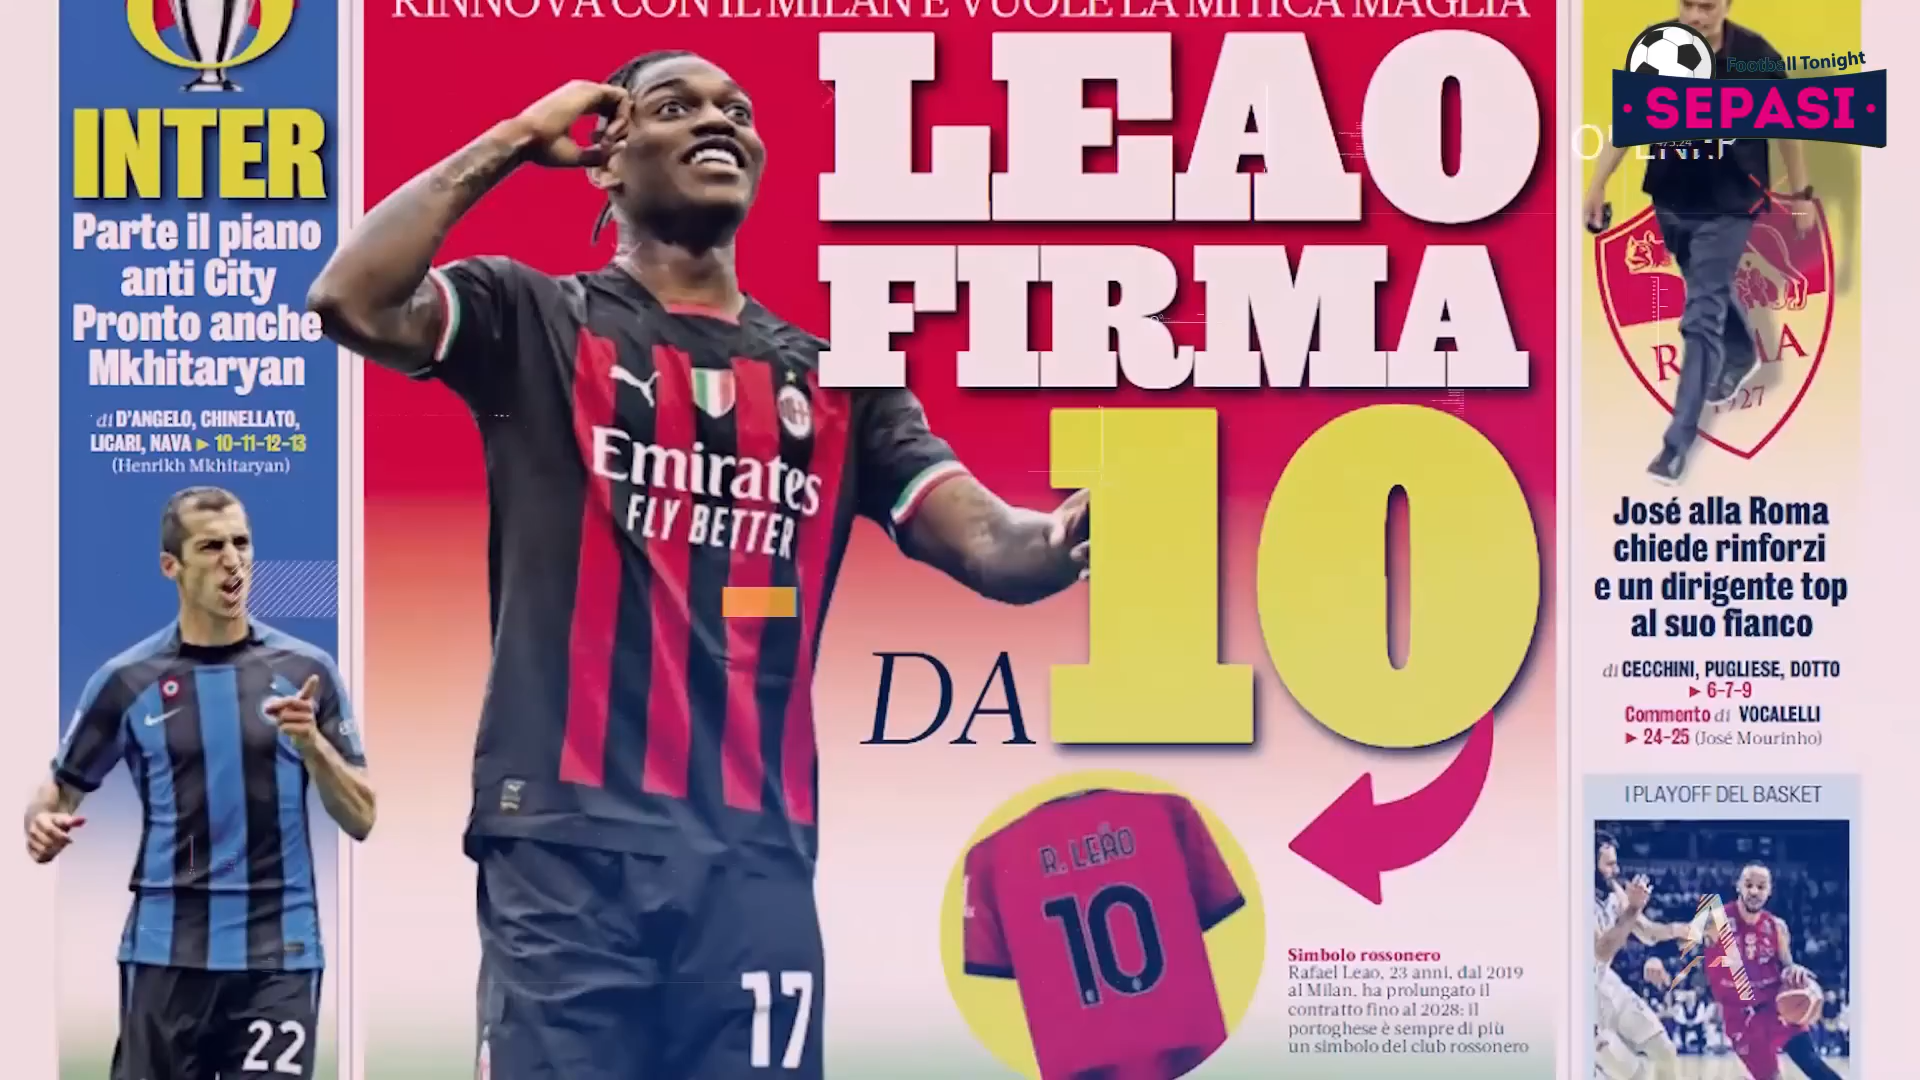 RINNOVA CON IL MILAN E VUOLE LA MITICA MAGLIA
Football Tonight
SEPASI
INTER
Parte il piano
anti City
Pronto anche
Mkhitaryan
di D'ANGELO, CHINELLATO,
LICARI, NAVA ► 10-11-12-13
(Henrikh Mkhitaryan)
22
LEAO
FIRMA
DA 10
Emirates
FLY BETTER
17
R. LEÃO
10
Simbolo rossonero
Rafael Leao, 23 anni, dal 2019
al Milan, ha prolungato il
contratto fino al 2028: il
portoghese è sempre di più
un simbolo del club rossonero
ROMA
1927
José alla Roma
chiede rinforzi
e un dirigente top
al suo fianco
di CECCHINI, PUGLIESE, DOTTO
► 6-7-9
Commento di VOCALELLI
► 24-25 (José Mourinho)
I PLAYOFF DEL BASKET
A